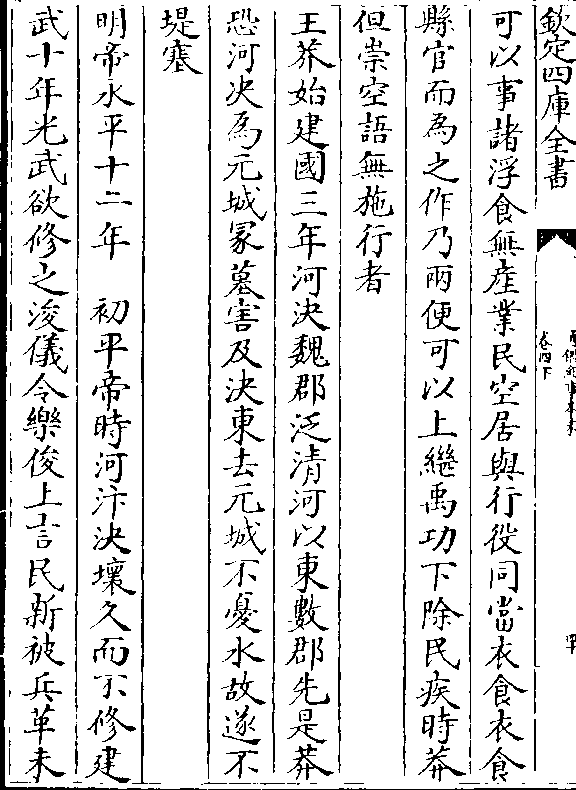 欽定四庫全書
卷四下
可以事諸浮食無産業民空居與行役同當衣食衣食
縣官而為之作乃兩便可以上繼禹功下除民疾時莽
但崇空語無施行者
王莽始建國三年河決魏郡泛清河以東數郡先是莽
恐河决為元城冡墓害及決東去元城不憂水故遂不
堤塞
明帝永平十二年　初平帝時河汴決壞久而不修建
武十年光武欲修之浚儀令樂俊上言民新被兵革未